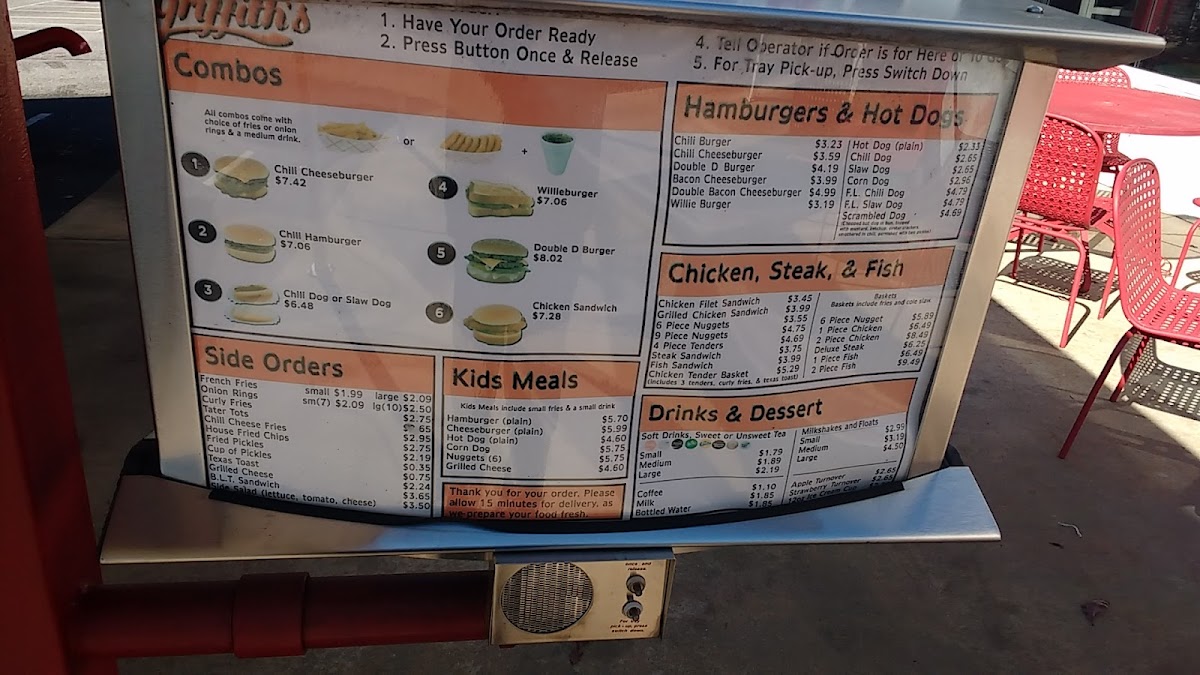 griffith's
1. Have Your Order Ready
2. Press Button Once & Release
4. Tell Operator if Order is for Here or To Go
5. For Tray Pick-up, Press Switch Down
Combos
All combos come with
choice of fries or onion
rings & a medium drink.
or
+
1
Chili Cheeseburger
$7.42
2
Chili Hamburger
$7.06
3
Chili Dog or Slaw Dog
$6.48
4
Willieburger
$7.06
5
Double D Burger
$8.02
6
Chicken Sandwich
$7.28
Hamburgers & Hot Dogs
Chili Burger $3.23
Chili Cheeseburger $3.59
Double D Burger $4.19
Bacon Cheeseburger $3.99
Double Bacon Cheeseburger $4.99
Willie Burger $3.19
Hot Dog (plain) $2.33
Chili Dog $2.65
Slaw Dog $2.65
Corn Dog $2.96
F.L. Chili Dog $4.79
F.L. Slaw Dog $4.79
Scrambled Dog $4.69
Chicken, Steak, & Fish
Chicken Filet Sandwich $3.45
Grilled Chicken Sandwich $3.99
6 Piece Nuggets $3.55
9 Piece Nuggets $4.75
4 Piece Tenders $4.69
Steak Sandwich $3.75
Fish Sandwich $3.99
Chicken Tender Basket $5.29
(includes 3 tenders, curly fries, & texas toast)
Baskets
Baskets include fries and cole slaw
6 Piece Nugget $5.89
1 Piece Chicken $6.49
2 Piece Chicken $8.49
Deluxe Steak $6.25
1 Piece Fish $6.49
2 Piece Fish $9.49
Side Orders
French Fries small $1.99 large $2.09
Onion Rings sm(7) $2.09 lg(10) $2.50
Curly Fries $2.75
Tater Tots 65
Chili Cheese Fries $2.95
House Fried Chips $2.75
Fried Pickles $2.19
Cup of Pickles $0.35
Texas Toast $0.75
Grilled Cheese $2.24
B.L.T. Sandwich $3.65
Side Salad (lettuce, tomato, cheese) $3.50
Kids Meals
Kids Meals include small fries & a small drink
Hamburger (plain) $5.70
Cheeseburger (plain) $5.99
Hot Dog (plain) $4.60
Corn Dog $5.75
Nuggets (6) $5.75
Grilled Cheese $4.60
Thank you for your order. Please
allow 15 minutes for delivery, as
we prepare your food fresh.
Drinks & Dessert
Soft Drinks, Sweet or Unsweet Tea
Small $1.79
Medium $1.89
Large $2.19
Coffee $1.10
Milk $1.85
Bottled Water $1.85
Milkshakes and Floats
Small $2.99
Medium $3.19
Large $4.50
Apple Turnover $2.65
Strawberry Turnover $2.65
once and
release.
For tray
pick-up, press
switch down.